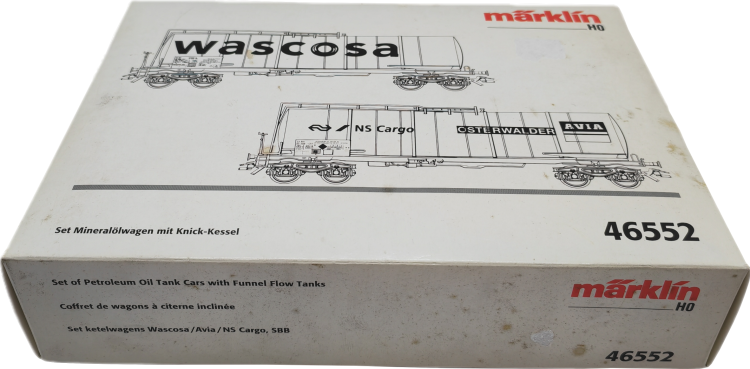 märklin
H0
wascosa
NS Cargo
OSTERWALDER
AVIA
Set Mineralölwagen mit Knick-Kessel
46552
Set of Petroleum Oil Tank Cars with Funnel Flow Tanks
märklin
H0
Coffret de wagons à citerne inclinée
Set ketelwagens Wascosa/Avia/NS Cargo, SBB
46552